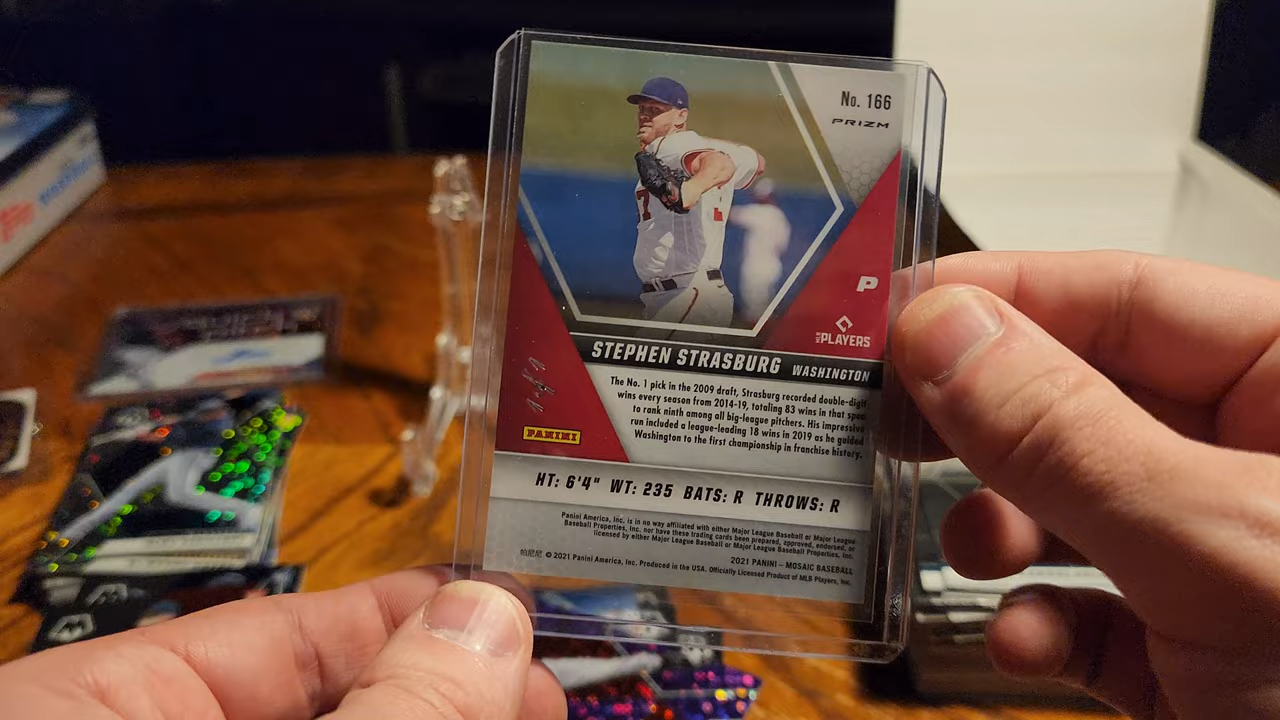 No. 166
PRIZM
P
MLB PLAYERS
STEPHEN STRASBURG WASHINGTON
The No. 1 pick in the 2009 draft, Strasburg recorded double-digit
wins every season from 2014-19, totaling 83 wins in that span
to rank ninth among all big-league pitchers. His impressive
run included a league-leading 18 wins in 2019 as he guided
Washington to the first championship in franchise history.
PANINI
HT: 6'4" WT: 235 BATS: R THROWS: R
Panini America, Inc. is in no way affiliated with either Major League Baseball or Major League
Baseball Properties, Inc. nor have these trading cards been prepared, approved, endorsed, or
licensed by either Major League Baseball or Major League Baseball Properties, Inc.
2021 PANINI – MOSAIC BASEBALL
帕尼尼 © 2021 Panini America, Inc. Produced in the USA. Officially Licensed Product of MLB Players, Inc.